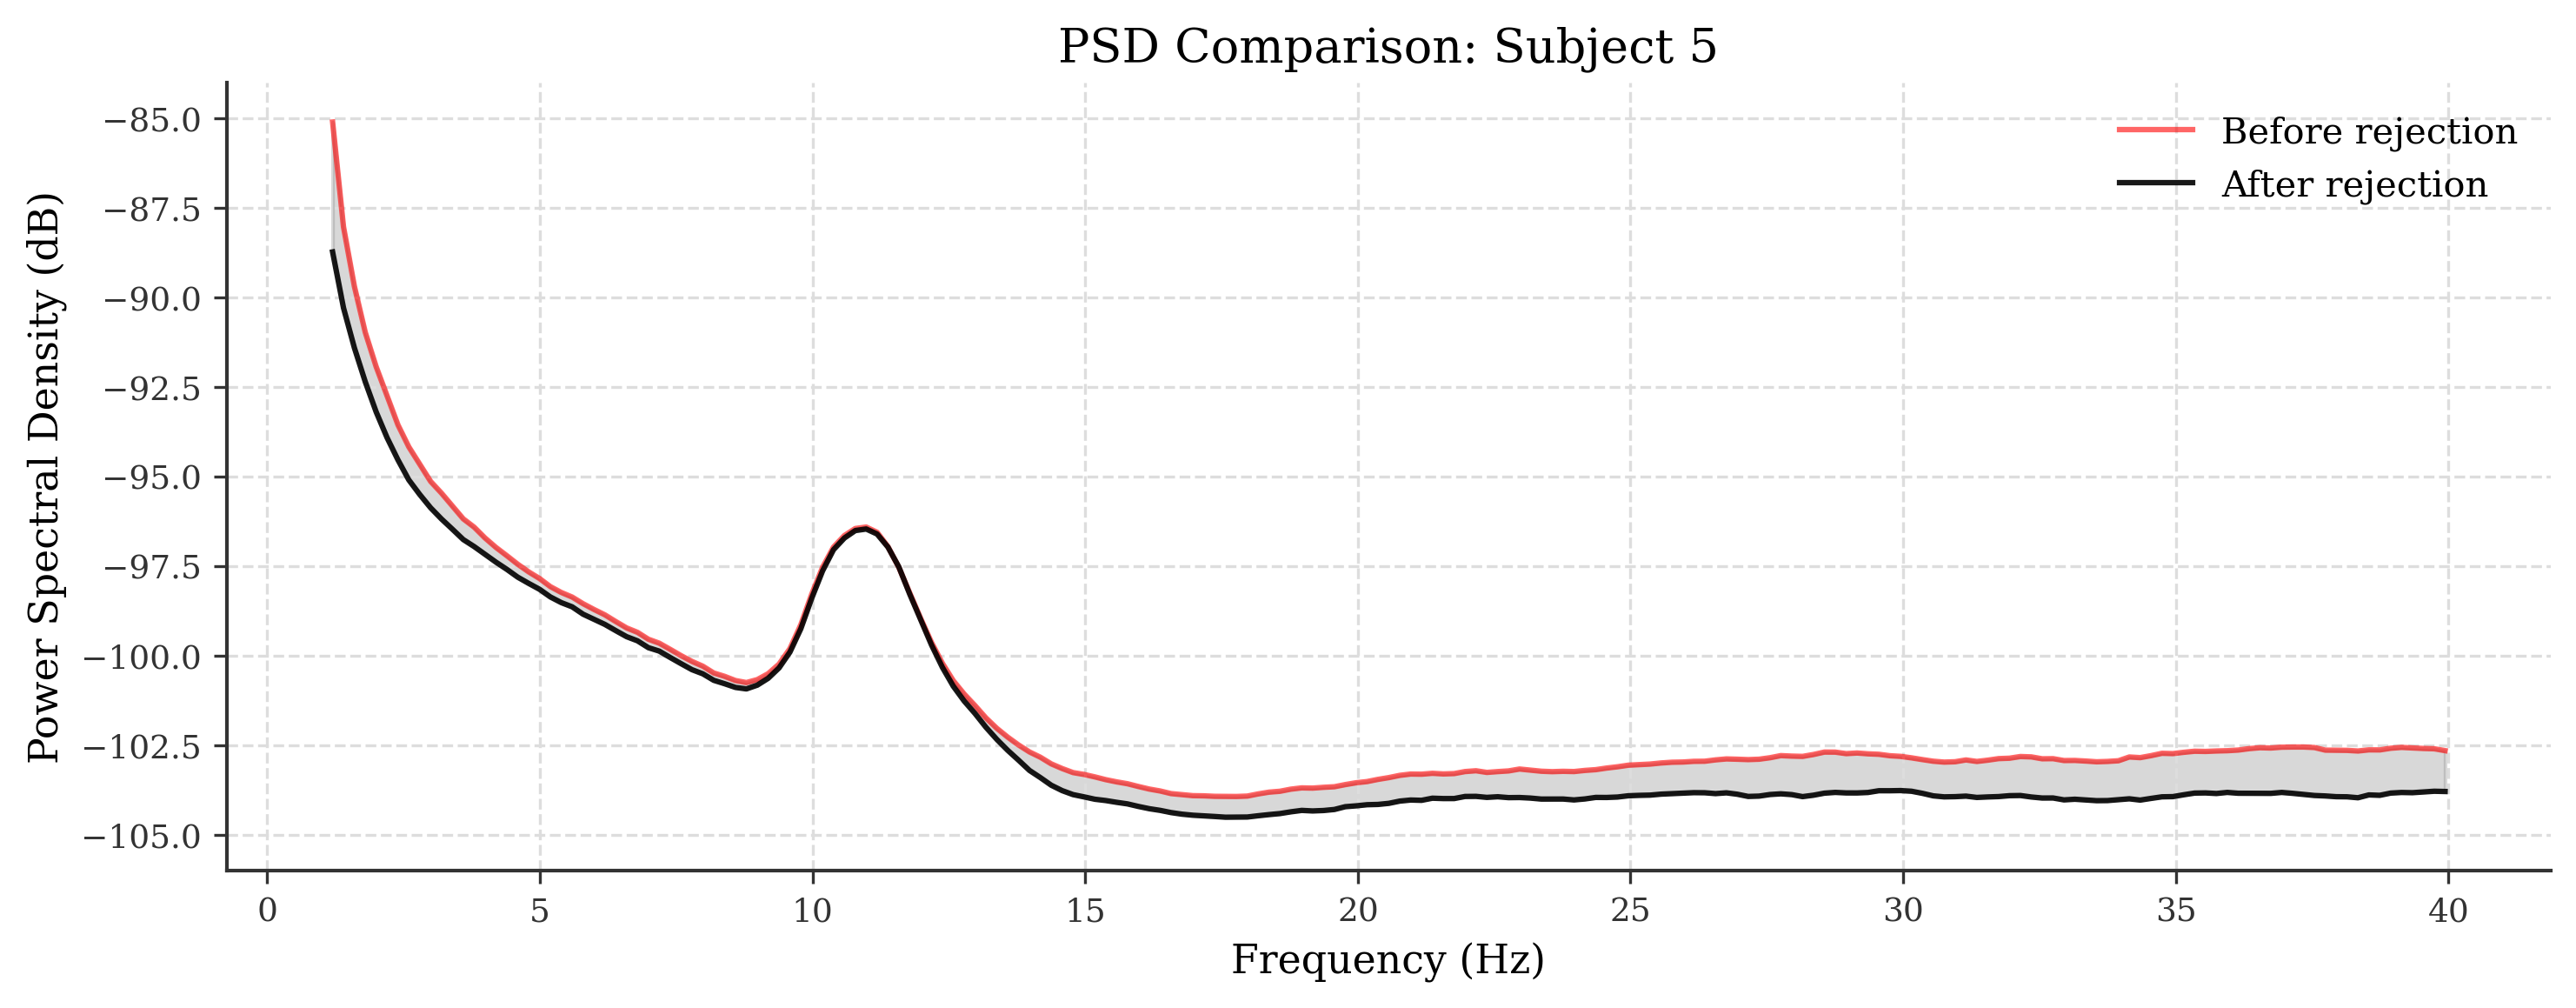 PSD Comparison: Subject 5
Before rejection
After rejection
Power Spectral Density (dB)
−85.0
−87.5
−90.0
−92.5
−95.0
−97.5
−100.0
−102.5
−105.0
0 5 10 15 20 25 30 35 40
Frequency (Hz)